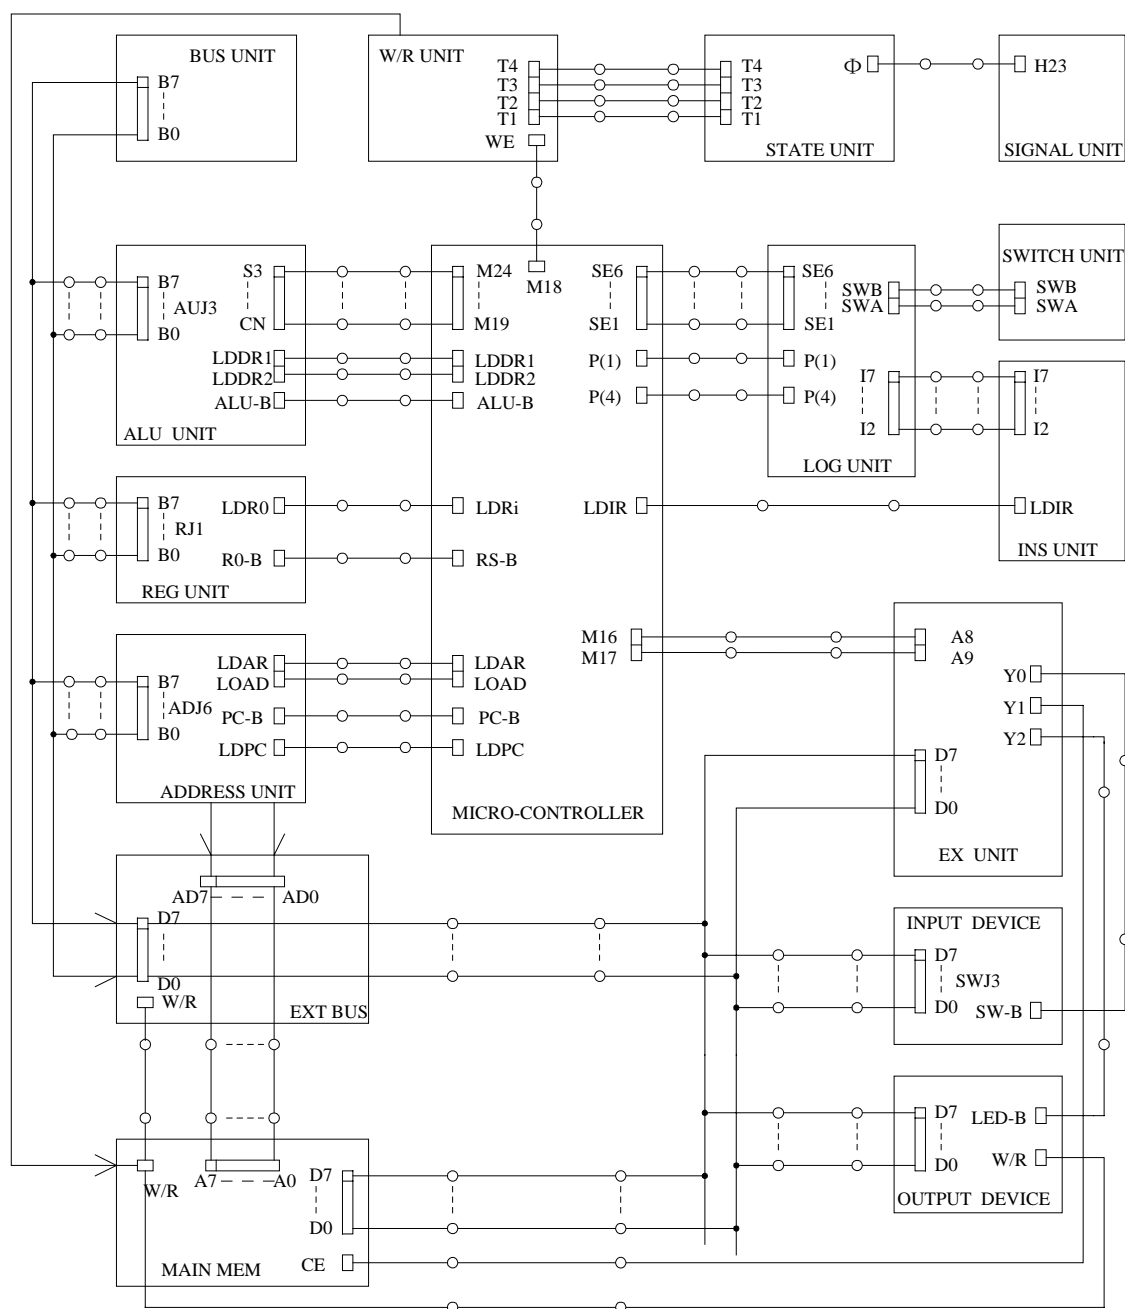 BUS UNIT
B7
B0
W/R UNIT
T4
T3
T2
T1
WE
T4
T3
T2
T1
STATE UNIT
Φ
H23
SIGNAL UNIT
B7
AUJ3
B0
S3
CN
LDDR1
LDDR2
ALU-B
ALU UNIT
M24
M19
M18
LDDR1
LDDR2
ALU-B
SE6
SE1
P(1)
P(4)
SE6
SE1
P(1)
P(4)
SWB
SWA
I7
I2
LOG UNIT
SWITCH UNIT
SWB
SWA
I7
I2
LDIR
INS UNIT
B7
RJ1
B0
LDR0
R0-B
REG UNIT
LDRi
RS-B
LDIR
M16
M17
A8
A9
Y0
Y1
Y2
D7
D0
EX UNIT
B7
ADJ6
B0
LDAR
LOAD
PC-B
LDPC
ADDRESS UNIT
LDAR
LOAD
PC-B
LDPC
MICRO-CONTROLLER
AD7
AD0
D7
D0
W/R
EXT BUS
INPUT DEVICE
D7
SWJ3
D0
SW-B
D7
D0
LED-B
W/R
OUTPUT DEVICE
W/R
A7
A0
D7
D0
CE
MAIN MEM